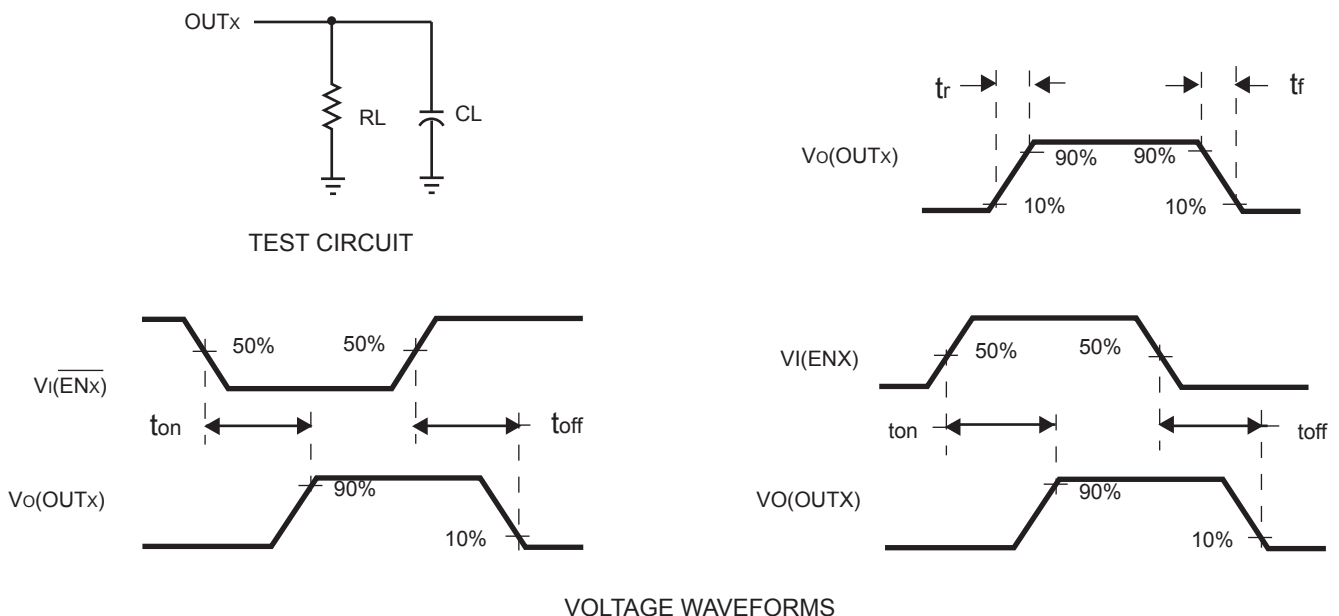 OUTx
RL
CL
TEST CIRCUIT
tr
tf
VO(OUTx)
90%
90%
10%
10%
50%
50%
VI(ENx)
ton
toff
VO(OUTx)
90%
10%
VI(ENX)
50%
50%
ton
toff
VO(OUTX)
90%
10%
VOLTAGE WAVEFORMS